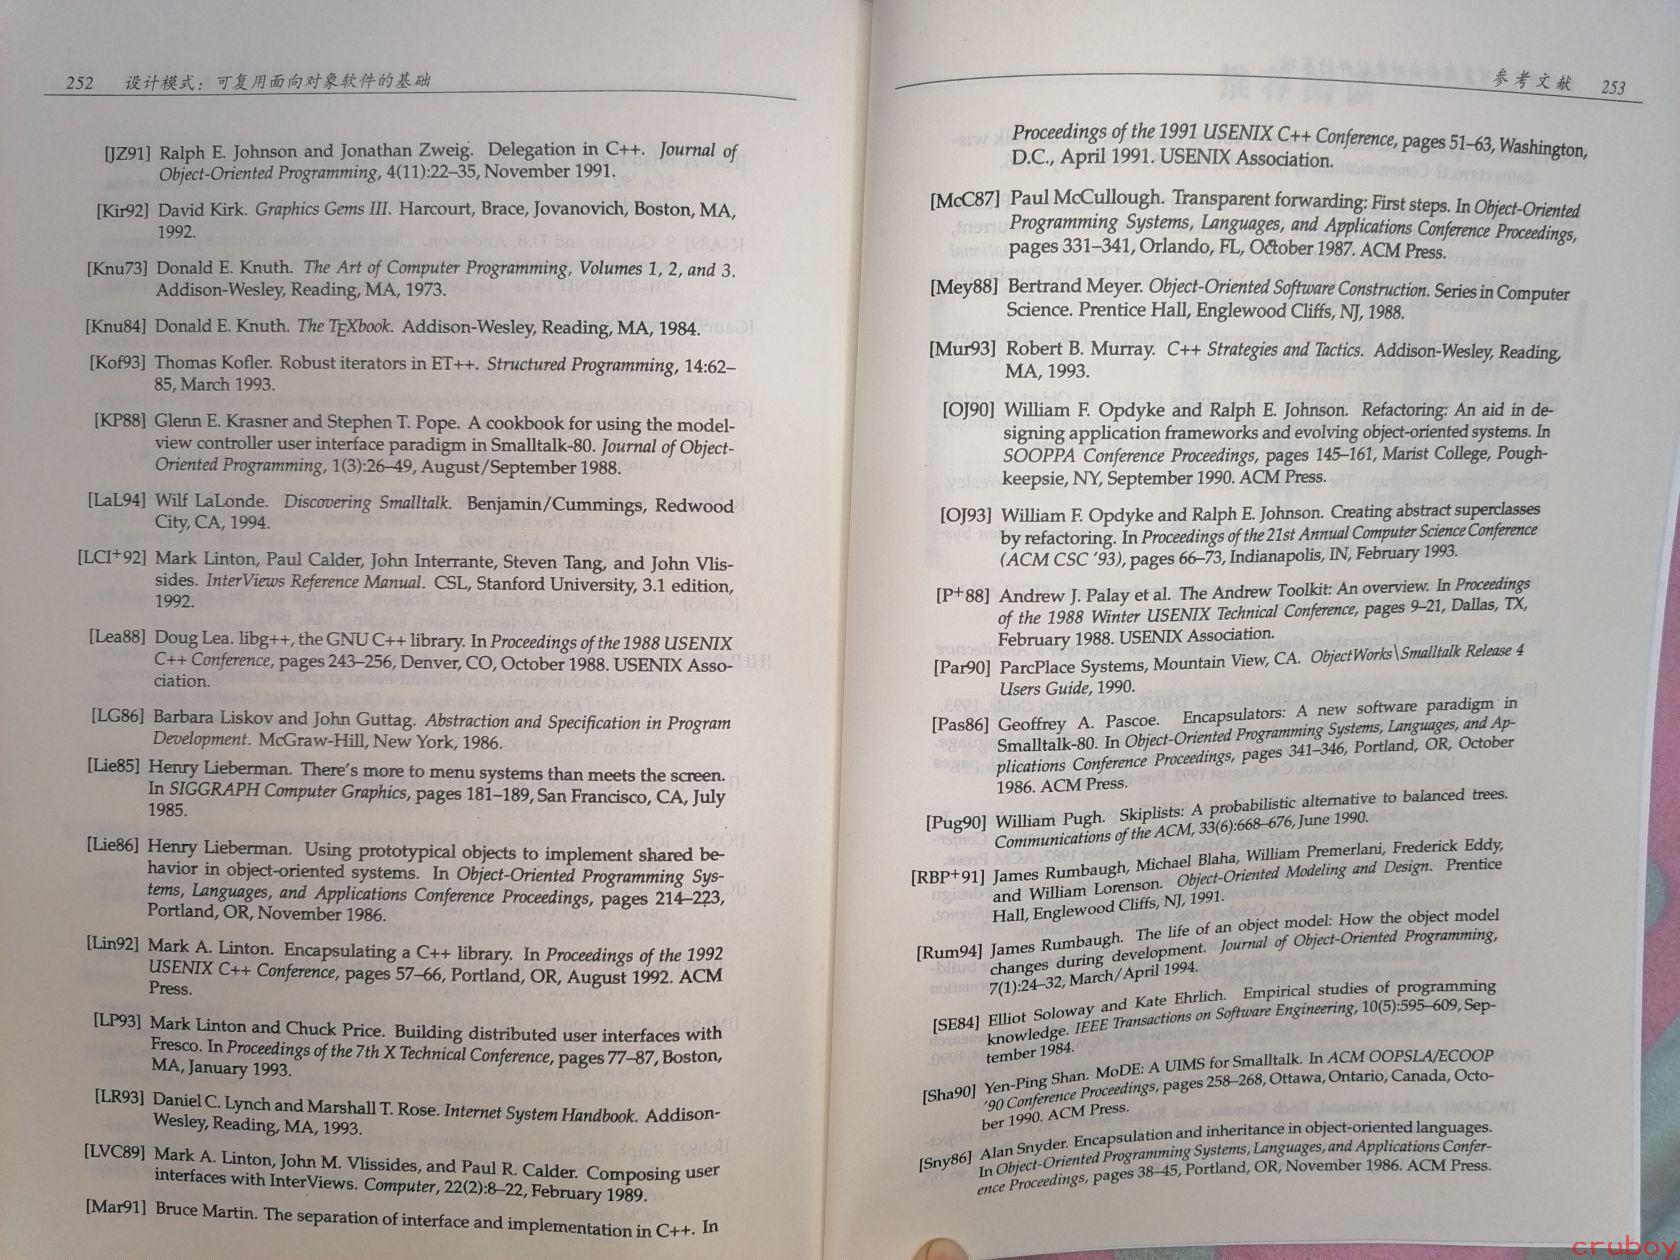 252 设计模式：可复用面向对象软件的基础
[JZ91] Ralph E. Johnson and Jonathan Zweig. Delegation in C++. Journal of
Object-Oriented Programming, 4(11):22–35, November 1991.
[Kir92] David Kirk. Graphics Gems III. Harcourt, Brace, Jovanovich, Boston, MA,
1992.
[Knu73] Donald E. Knuth. The Art of Computer Programming, Volumes 1, 2, and 3.
Addison-Wesley, Reading, MA, 1973.
[Knu84] Donald E. Knuth. The TEXbook. Addison-Wesley, Reading, MA, 1984.
[Kof93] Thomas Kofler. Robust iterators in ET++. Structured Programming, 14:62–
85, March 1993.
[KP88] Glenn E. Krasner and Stephen T. Pope. A cookbook for using the model-
view controller user interface paradigm in Smalltalk-80. Journal of Object-
Oriented Programming, 1(3):26–49, August/September 1988.
[LaL94] Wilf LaLonde. Discovering Smalltalk. Benjamin/Cummings, Redwood
City, CA, 1994.
[LCI+92] Mark Linton, Paul Calder, John Interrante, Steven Tang, and John Vlis-
sides. InterViews Reference Manual. CSL, Stanford University, 3.1 edition,
1992.
[Lea88] Doug Lea. libg++, the GNU C++ library. In Proceedings of the 1988 USENIX
C++ Conference, pages 243–256, Denver, CO, October 1988. USENIX Asso-
ciation.
[LG86] Barbara Liskov and John Guttag. Abstraction and Specification in Program
Development. McGraw-Hill, New York, 1986.
[Lie85] Henry Lieberman. There's more to menu systems than meets the screen.
In SIGGRAPH Computer Graphics, pages 181–189, San Francisco, CA, July
1985.
[Lie86] Henry Lieberman. Using prototypical objects to implement shared be-
havior in object-oriented systems. In Object-Oriented Programming Sys-
tems, Languages, and Applications Conference Proceedings, pages 214–223,
Portland, OR, November 1986.
[Lin92] Mark A. Linton. Encapsulating a C++ library. In Proceedings of the 1992
USENIX C++ Conference, pages 57–66, Portland, OR, August 1992. ACM
Press.
[LP93] Mark Linton and Chuck Price. Building distributed user interfaces with
Fresco. In Proceedings of the 7th X Technical Conference, pages 77–87, Boston,
MA, January 1993.
[LR93] Daniel C. Lynch and Marshall T. Rose. Internet System Handbook. Addison-
Wesley, Reading, MA, 1993.
[LVC89] Mark A. Linton, John M. Vlissides, and Paul R. Calder. Composing user
interfaces with InterViews. Computer, 22(2):8–22, February 1989.
[Mar91] Bruce Martin. The separation of interface and implementation in C++. In
参考文献 253
Proceedings of the 1991 USENIX C++ Conference, pages 51–63, Washington,
D.C., April 1991. USENIX Association.
[McC87] Paul McCullough. Transparent forwarding: First steps. In Object-Oriented
Programming Systems, Languages, and Applications Conference Proceedings,
pages 331–341, Orlando, FL, October 1987. ACM Press.
[Mey88] Bertrand Meyer. Object-Oriented Software Construction. Series in Computer
Science. Prentice Hall, Englewood Cliffs, NJ, 1988.
[Mur93] Robert B. Murray. C++ Strategies and Tactics. Addison-Wesley, Reading,
MA, 1993.
[OJ90] William F. Opdyke and Ralph E. Johnson. Refactoring: An aid in de-
signing application frameworks and evolving object-oriented systems. In
SOOPPA Conference Proceedings, pages 145–161, Marist College, Pough-
keepsie, NY, September 1990. ACM Press.
[OJ93] William F. Opdyke and Ralph E. Johnson. Creating abstract superclasses
by refactoring. In Proceedings of the 21st Annual Computer Science Conference
(ACM CSC '93), pages 66–73, Indianapolis, IN, February 1993.
[P+88] Andrew J. Palay et al. The Andrew Toolkit: An overview. In Proceedings
of the 1988 Winter USENIX Technical Conference, pages 9–21, Dallas, TX,
February 1988. USENIX Association.
[Par90] ParcPlace Systems, Mountain View, CA. ObjectWorks\Smalltalk Release 4
Users Guide, 1990.
[Pas86] Geoffrey A. Pascoe. Encapsulators: A new software paradigm in
Smalltalk-80. In Object-Oriented Programming Systems, Languages, and Ap-
plications Conference Proceedings, pages 341–346, Portland, OR, October
1986. ACM Press.
[Pug90] William Pugh. Skiplists: A probabilistic alternative to balanced trees.
Communications of the ACM, 33(6):668–676, June 1990.
[RBP+91] James Rumbaugh, Michael Blaha, William Premerlani, Frederick Eddy,
and William Lorenson. Object-Oriented Modeling and Design. Prentice
Hall, Englewood Cliffs, NJ, 1991.
[Rum94] James Rumbaugh. The life of an object model: How the object model
changes during development. Journal of Object-Oriented Programming,
7(1):24–32, March/April 1994.
[SE84] Elliot Soloway and Kate Ehrlich. Empirical studies of programming
knowledge. IEEE Transactions on Software Engineering, 10(5):595–609, Sep-
tember 1984.
[Sha90] Yen-Ping Shan. MoDE: A UIMS for Smalltalk. In ACM OOPSLA/ECOOP
'90 Conference Proceedings, pages 258–268, Ottawa, Ontario, Canada, Octo-
ber 1990. ACM Press.
[Sny86] Alan Snyder. Encapsulation and inheritance in object-oriented languages.
In Object-Oriented Programming Systems, Languages, and Applications Confer-
ence Proceedings, pages 38–45, Portland, OR, November 1986. ACM Press.
cruboy